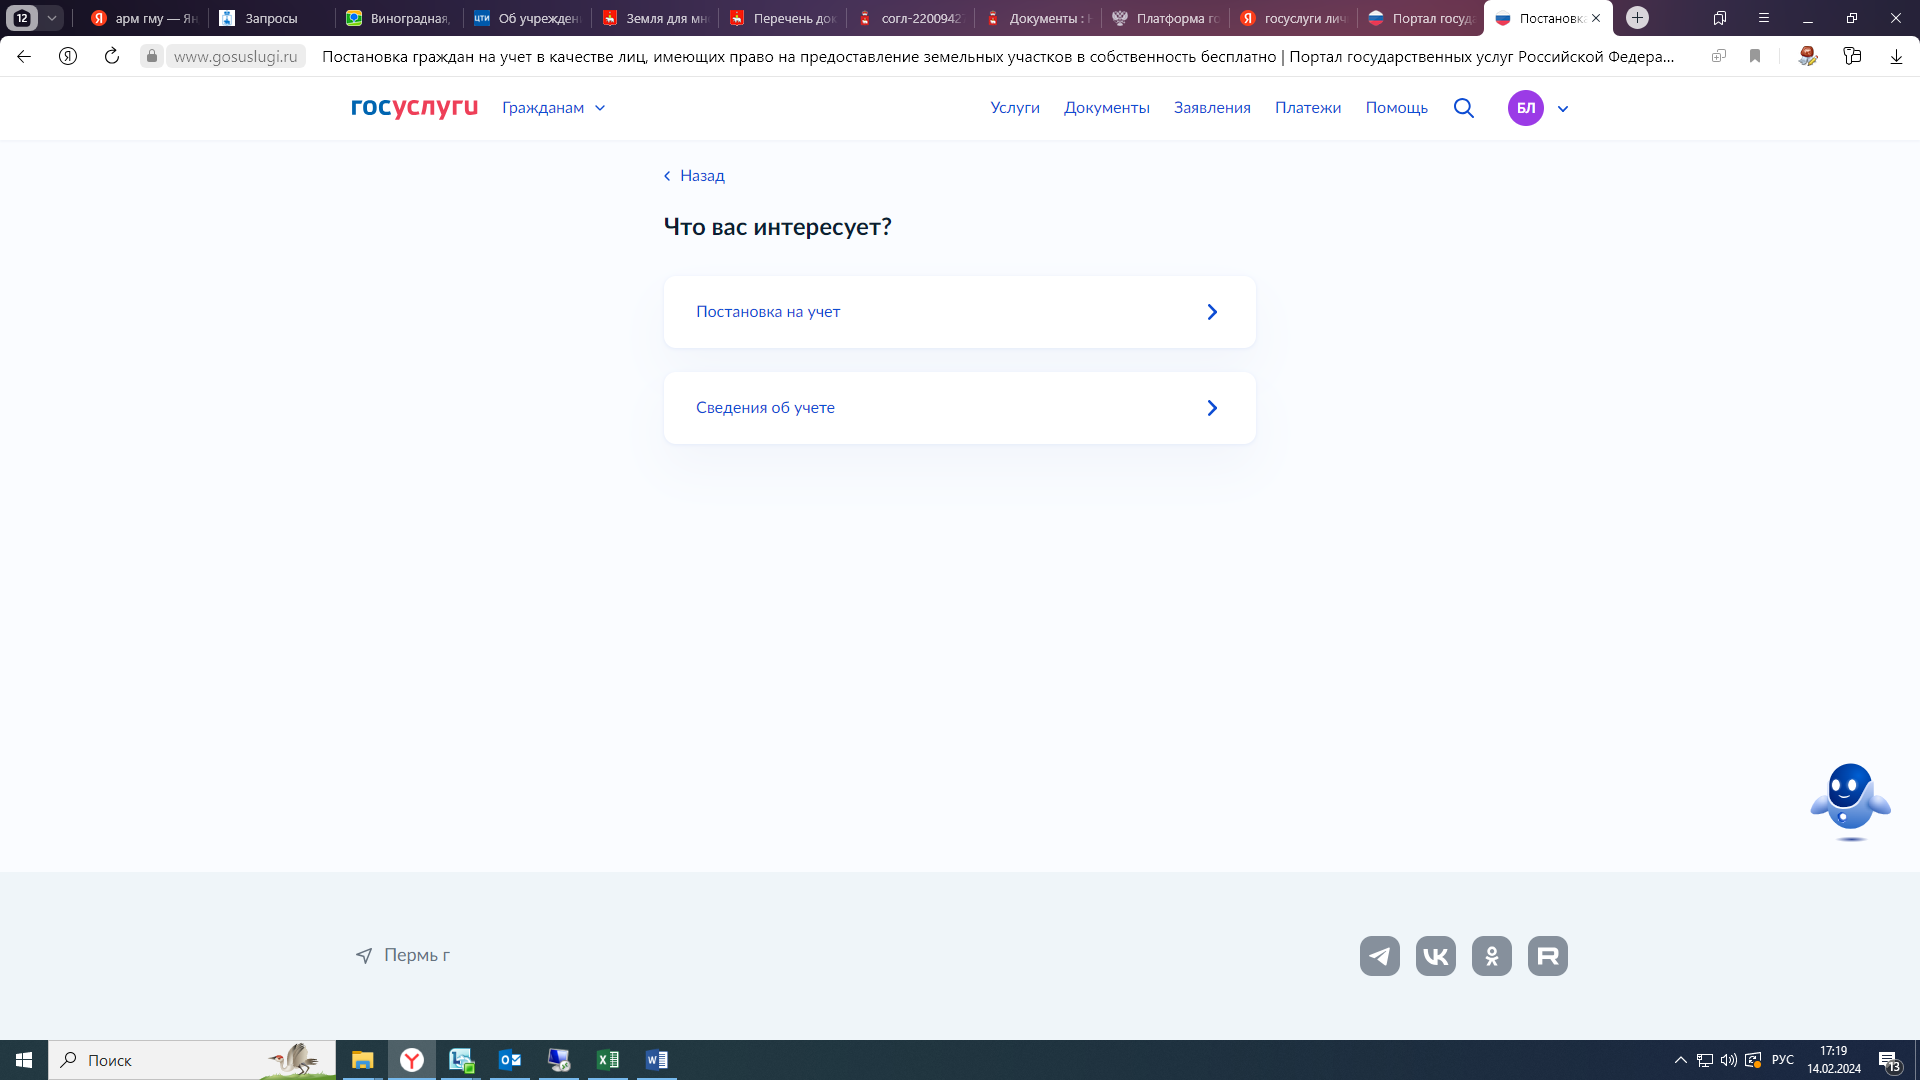 12
арм гму — Ян
Запросы
Виноградная,
Об учрежден
Земля для мн
Перечень док
согл-2200942
Документы : Н
Платформа го
госуслуги лич
Портал госуда
Постановка
www.gosuslugi.ru
Постановка граждан на учет в качестве лиц, имеющих право на предоставление земельных участков в собственность бесплатно | Портал государственных услуг Российской Федера...
госуслуги
Гражданам
Услуги
Документы
Заявления
Платежи
Помощь
БЛ
Назад
Что вас интересует?
Постановка на учет
Сведения об учете
Пермь г
Поиск
РУС
17:19
14.02.2024
13